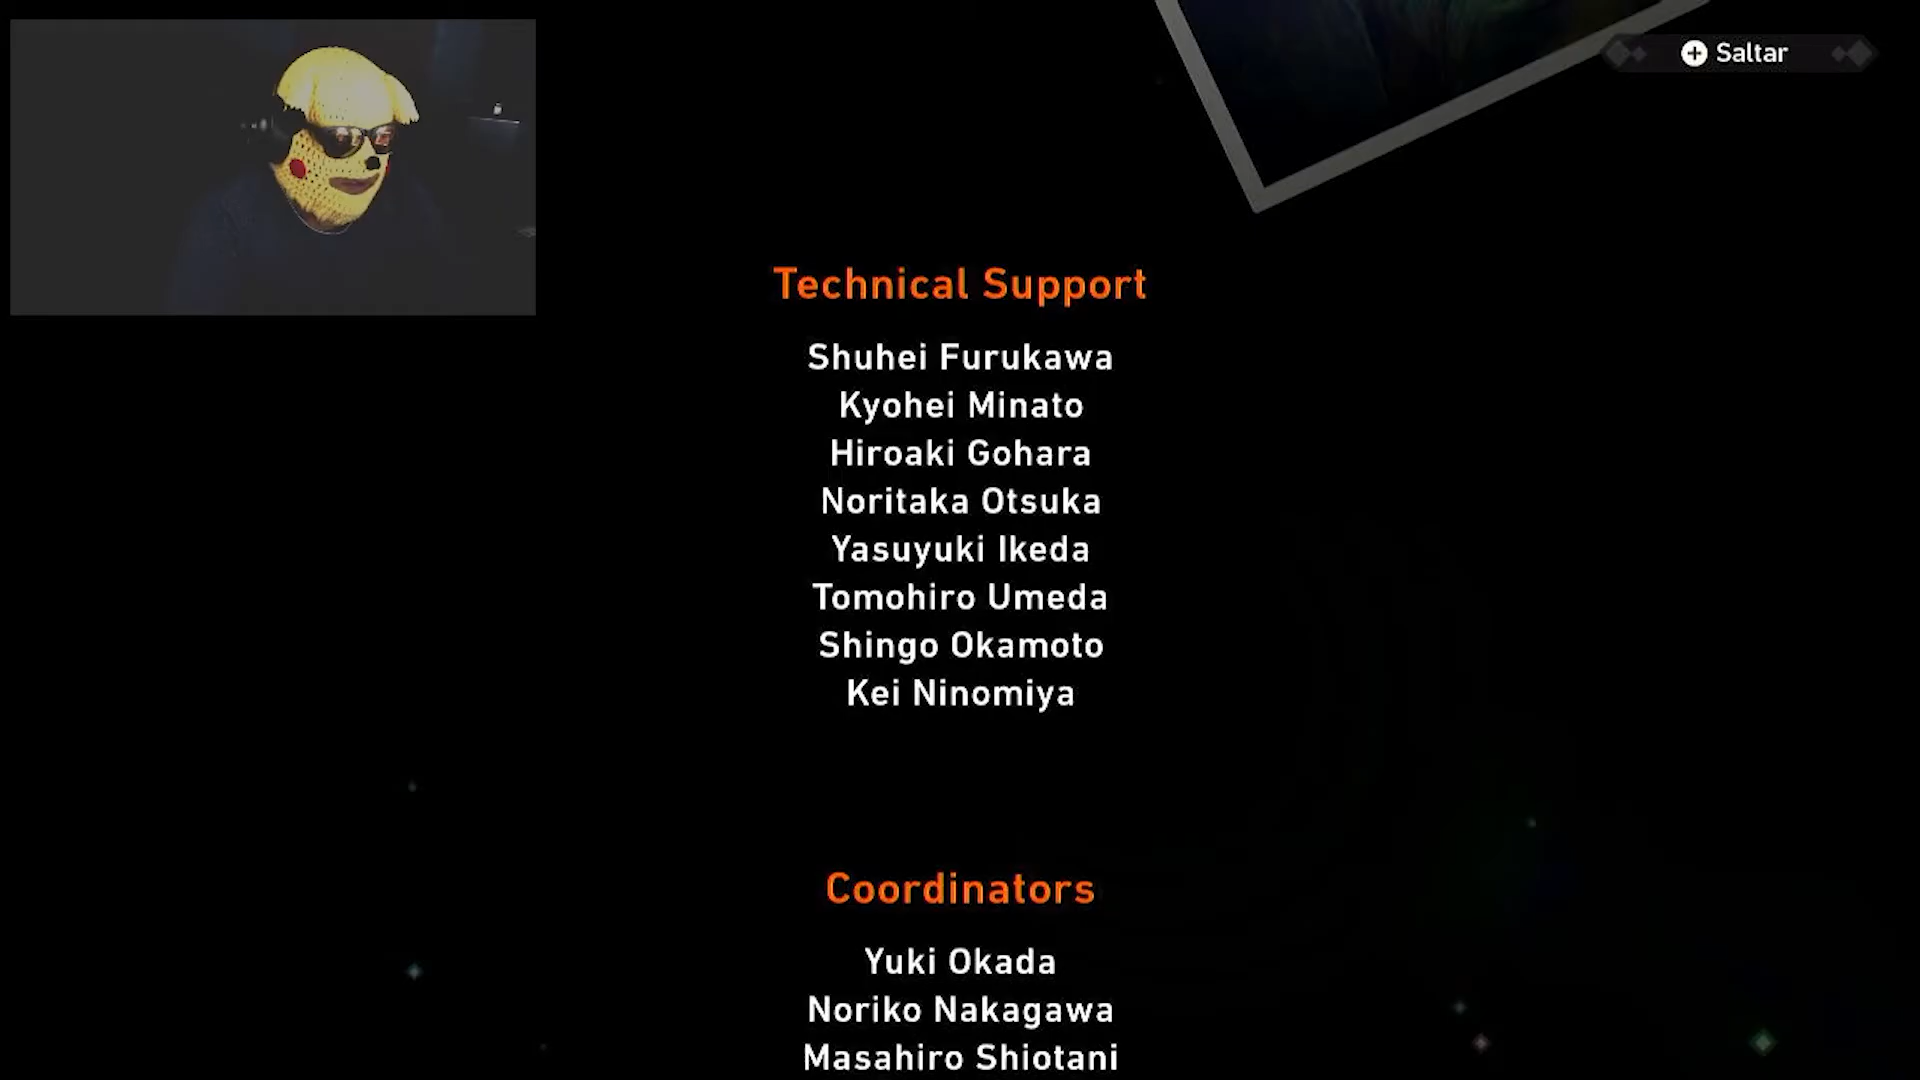 Saltar
Technical Support
Shuhei Furukawa
Kyohei Minato
Hiroaki Gohara
Noritaka Otsuka
Yasuyuki Ikeda
Tomohiro Umeda
Shingo Okamoto
Kei Ninomiya
Coordinators
Yuki Okada
Noriko Nakagawa
Masahiro Shiotani